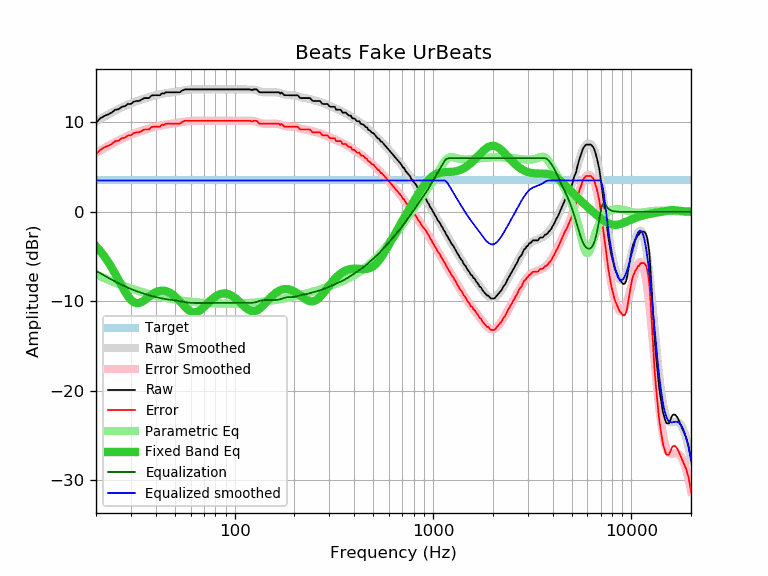 Beats Fake UrBeats
10
0
−10
−20
−30
Amplitude (dBr)
Target
Raw Smoothed
Error Smoothed
Raw
Error
Parametric Eq
Fixed Band Eq
Equalization
Equalized smoothed
100
1000
10000
Frequency (Hz)